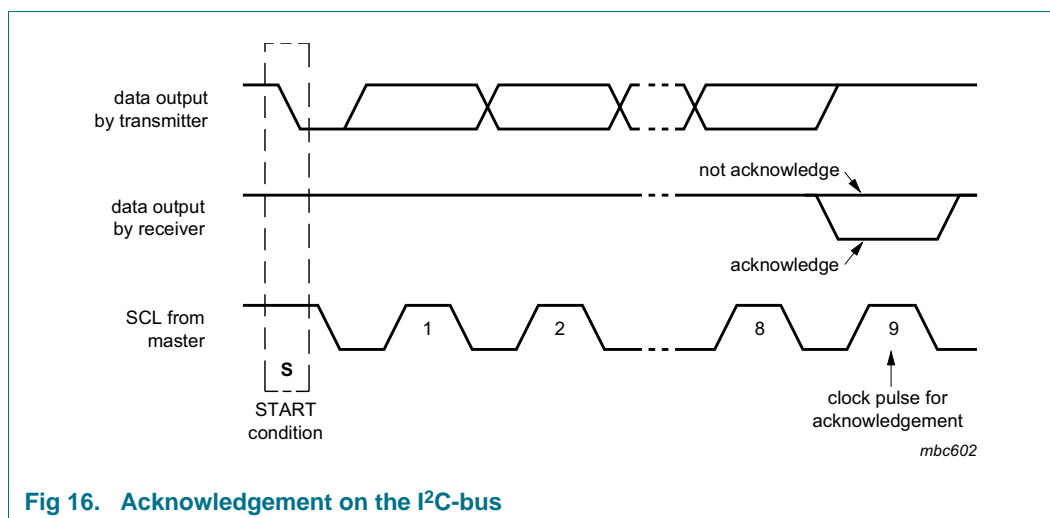 data output
by transmitter
not acknowledge
data output
by receiver
acknowledge
SCL from
master
1
2
8
9
S
START
condition
clock pulse for
acknowledgement
mbc602
Fig 16. Acknowledgement on the I²C-bus